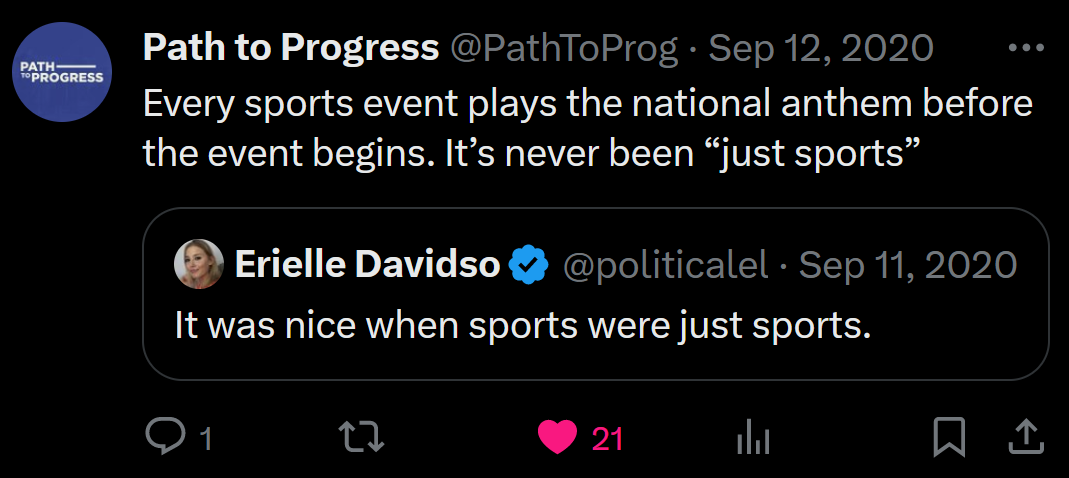 PATH
TO PROGRESS
Path to Progress @PathToProg · Sep 12, 2020
Every sports event plays the national anthem before
the event begins. It’s never been “just sports”
Erielle Davidso @politicalel · Sep 11, 2020
It was nice when sports were just sports.
1 21